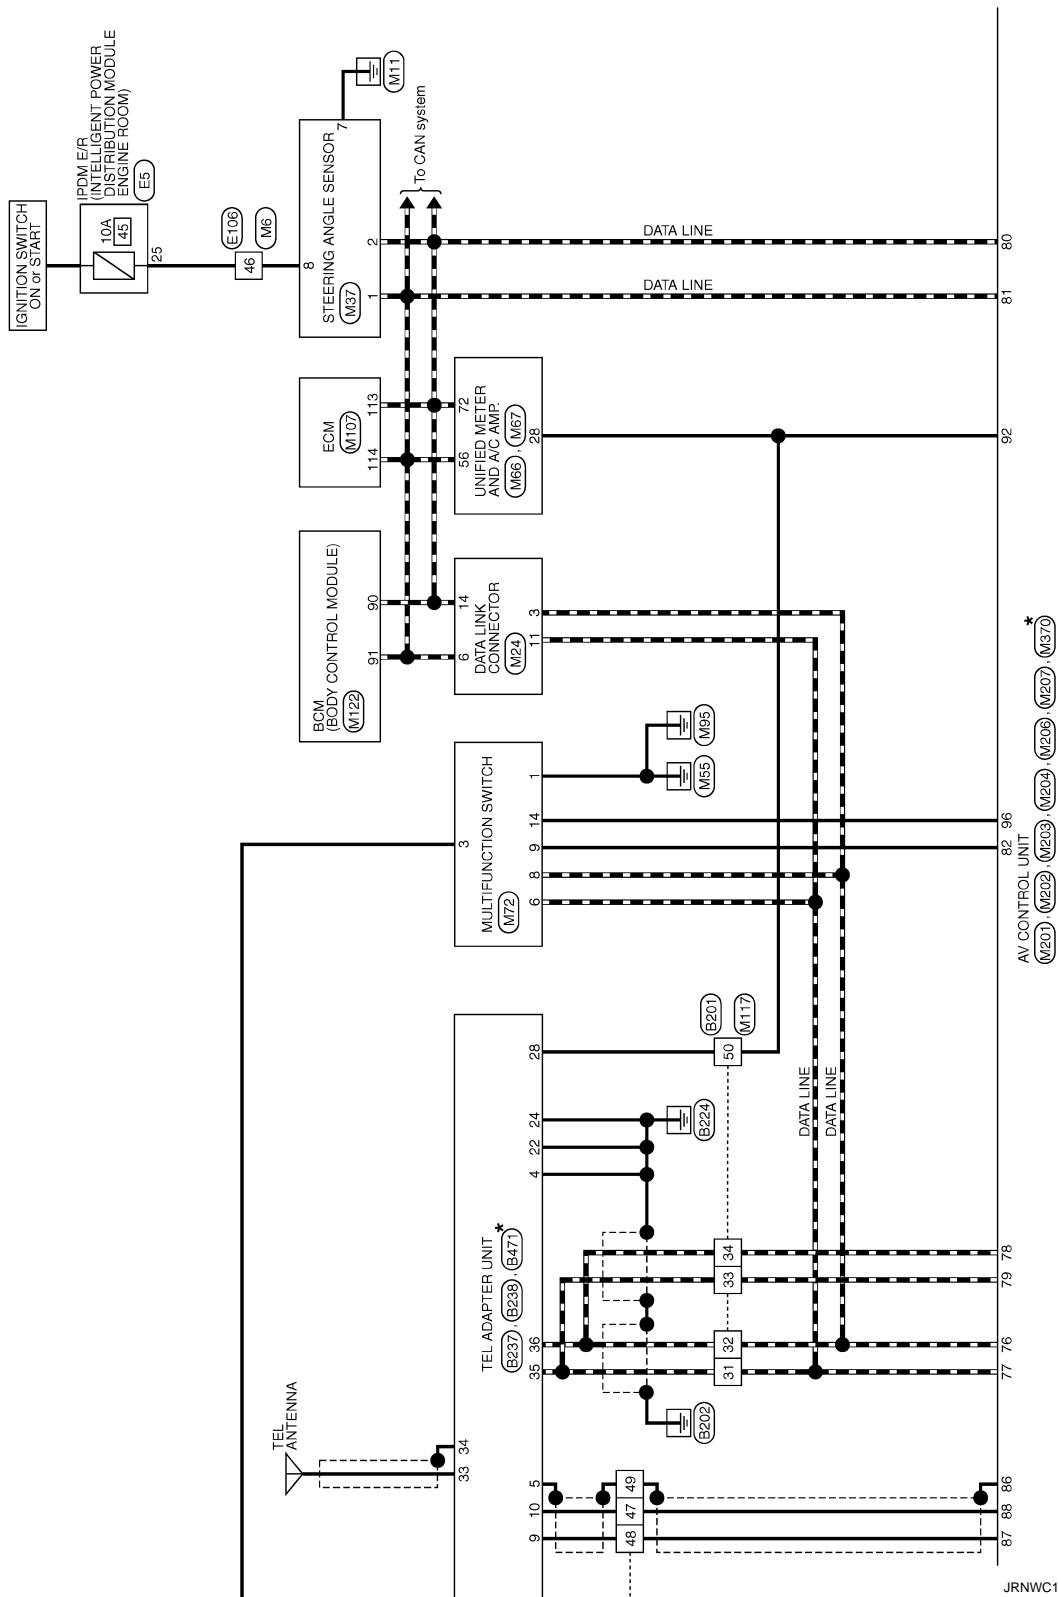 IGNITION SWITCH
ON or START
IPDM E/R
(INTELLIGENT POWER
DISTRIBUTION MODULE
ENGINE ROOM)
E5
10A
45
25
E106
M6
46
8
STEERING ANGLE SENSOR
M37
7
M11
2
1
To CAN system
DATA LINE
80
DATA LINE
81
ECM
M107
113
114
72
56
UNIFIED METER
AND A/C AMP.
M66 , M67
28
92
BCM
(BODY CONTROL MODULE)
M122
90
91
14
6
DATA LINK
CONNECTOR
M24
3
11
3
MULTIFUNCTION SWITCH
M72
1
14
9
8
6
M95
M55
96
82
AV CONTROL UNIT
M201 , M202 , M203 , M204 , M206 , M207 , M370
*
B201
M117
50
DATA LINE
DATA LINE
TEL ADAPTER UNIT
B237 , B238 , B471
*
28
24
22
4
B224
36
35
34
33
32
31
78
79
76
77
B202
TEL
ANTENNA
34
33
5
10
9
49
47
48
86
88
87
JRNWC1